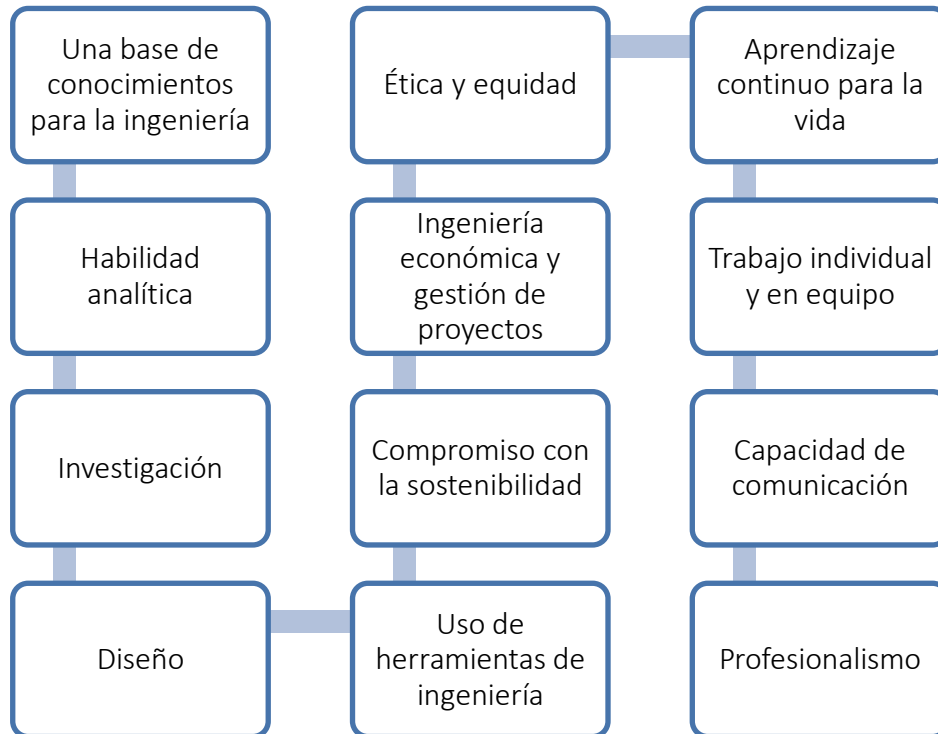 Una base de
conocimientos
para la ingeniería
Habilidad
analítica
Investigación
Diseño
Uso de
herramientas de
ingeniería
Compromiso con
la sostenibilidad
Ingeniería
económica y
gestión de
proyectos
Ética y equidad
Aprendizaje
continuo para la
vida
Trabajo individual
y en equipo
Capacidad de
comunicación
Profesionalismo